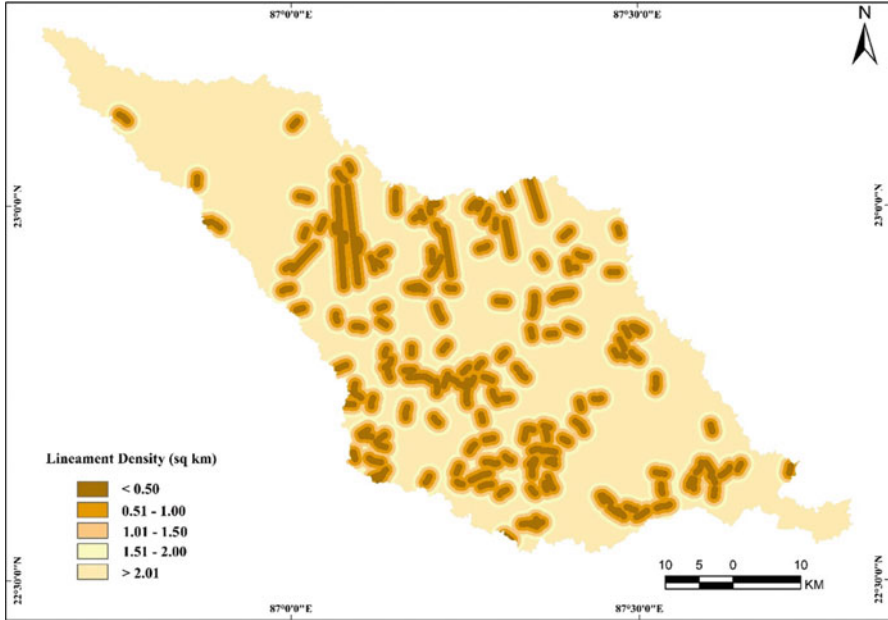 87°0'0"E
87°30'0"E
N
23°0'0"N
23°0'0"N
Lineament Density (sq km)
< 0.50
0.51 - 1.00
1.01 - 1.50
1.51 - 2.00
> 2.01
10 5 0 10
KM
22°30'0"N
22°30'0"N
87°0'0"E
87°30'0"E